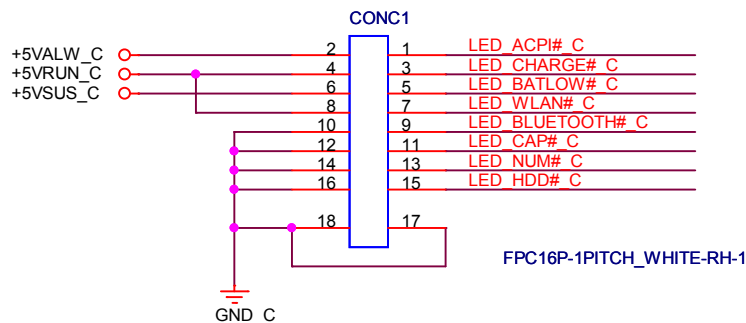 CONC1
+5VALW_C 2 1 LED_ACPI#_C
+5VRUN_C 4 3 LED_CHARGE#_C
+5VSUS_C 6 5 LED_BATLOW#_C
8 7 LED_WLAN#_C
10 9 LED_BLUETOOTH#_C
12 11 LED_CAP#_C
14 13 LED_NUM#_C
16 15 LED_HDD#_C
18 17
FPC16P-1PITCH_WHITE-RH-1
GND_C